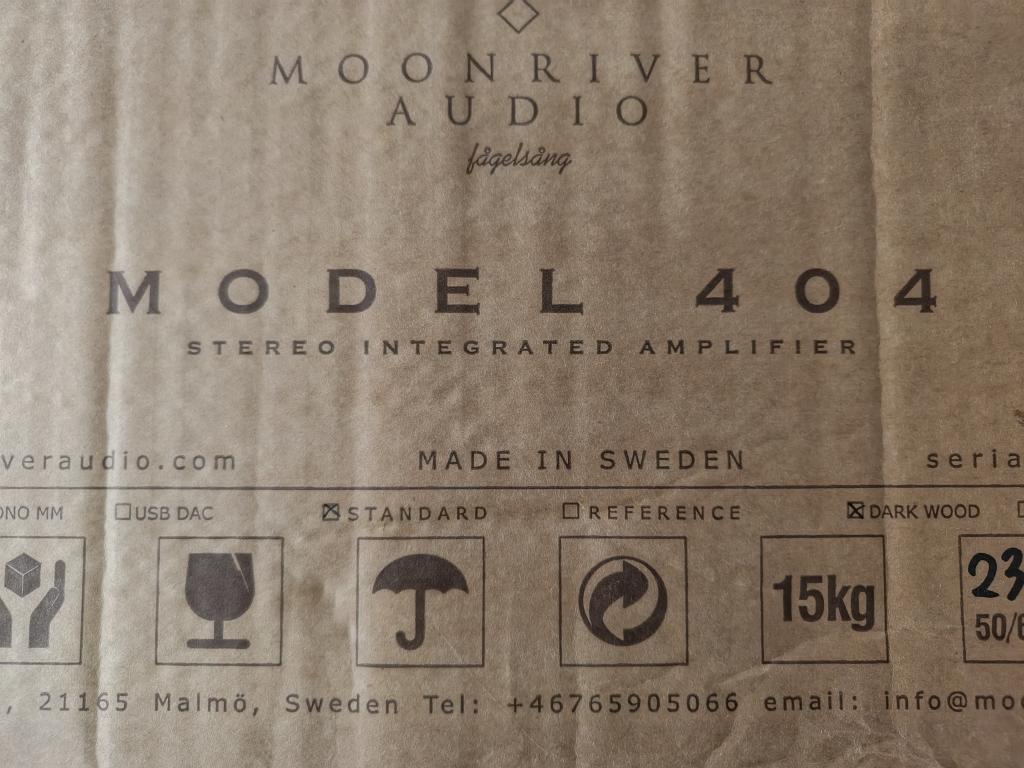 MOONRIVER
AUDIO
fågelsång
MODEL 404
STEREO INTEGRATED AMPLIFIER
veraudio.com MADE IN SWEDEN seria
ONO MM ☐USB DAC ☒STANDARD ☐REFERENCE ☒DARK WOOD
15kg 23
50/6
, 21165 Malmö, Sweden Tel: +46765905066 email: info@moo